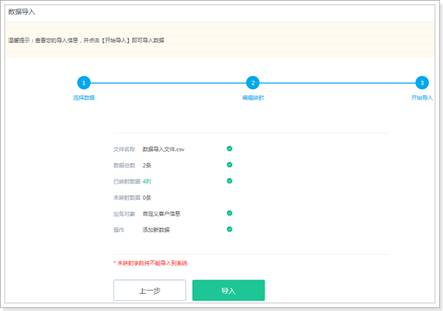 数据导入
温馨提示：查看您的导入信息，并点击【开始导入】即可导入数据
1
2
3
选择数据
编辑映射
开始导入
文件名称 数据导入文件.csv
数据总数 2条
已映射数据 4列
未映射数据 0条
业务对象 自定义客户信息
操作 添加新数据
* 未映射字段将不能导入到系统
上一步
导入